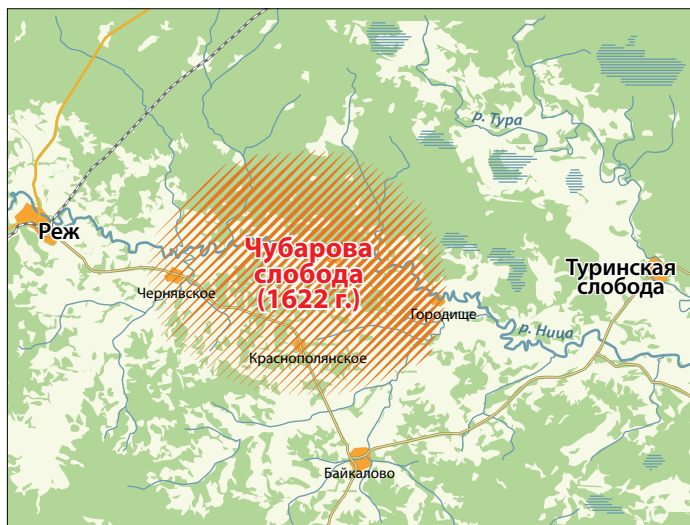 р. Тура
Реж
Чубарова
слобода
(1622 г.)
Туринская
слобода
Чернявское
Городище
р. Ница
Краснополянское
Байкалово